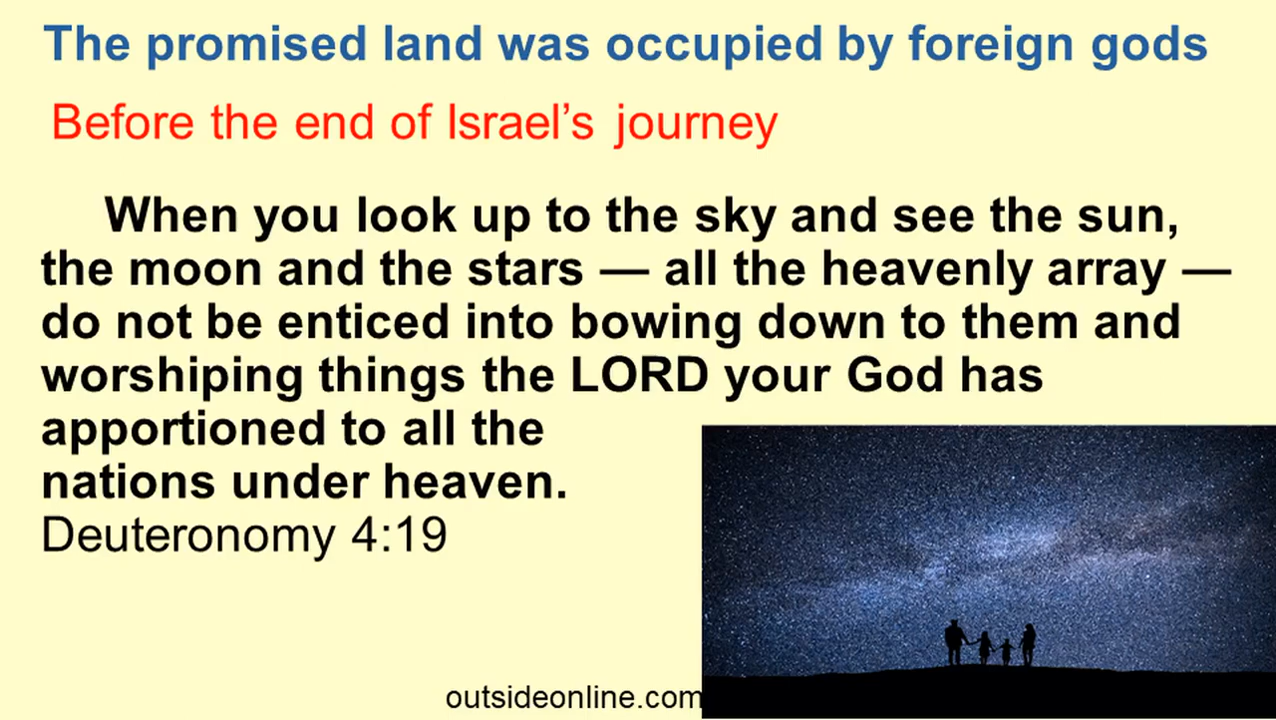 The promised land was occupied by foreign gods
Before the end of Israel’s journey
When you look up to the sky and see the sun,
the moon and the stars — all the heavenly array —
do not be enticed into bowing down to them and
worshiping things the LORD your God has
apportioned to all the
nations under heaven.
Deuteronomy 4:19
outsideonline.com